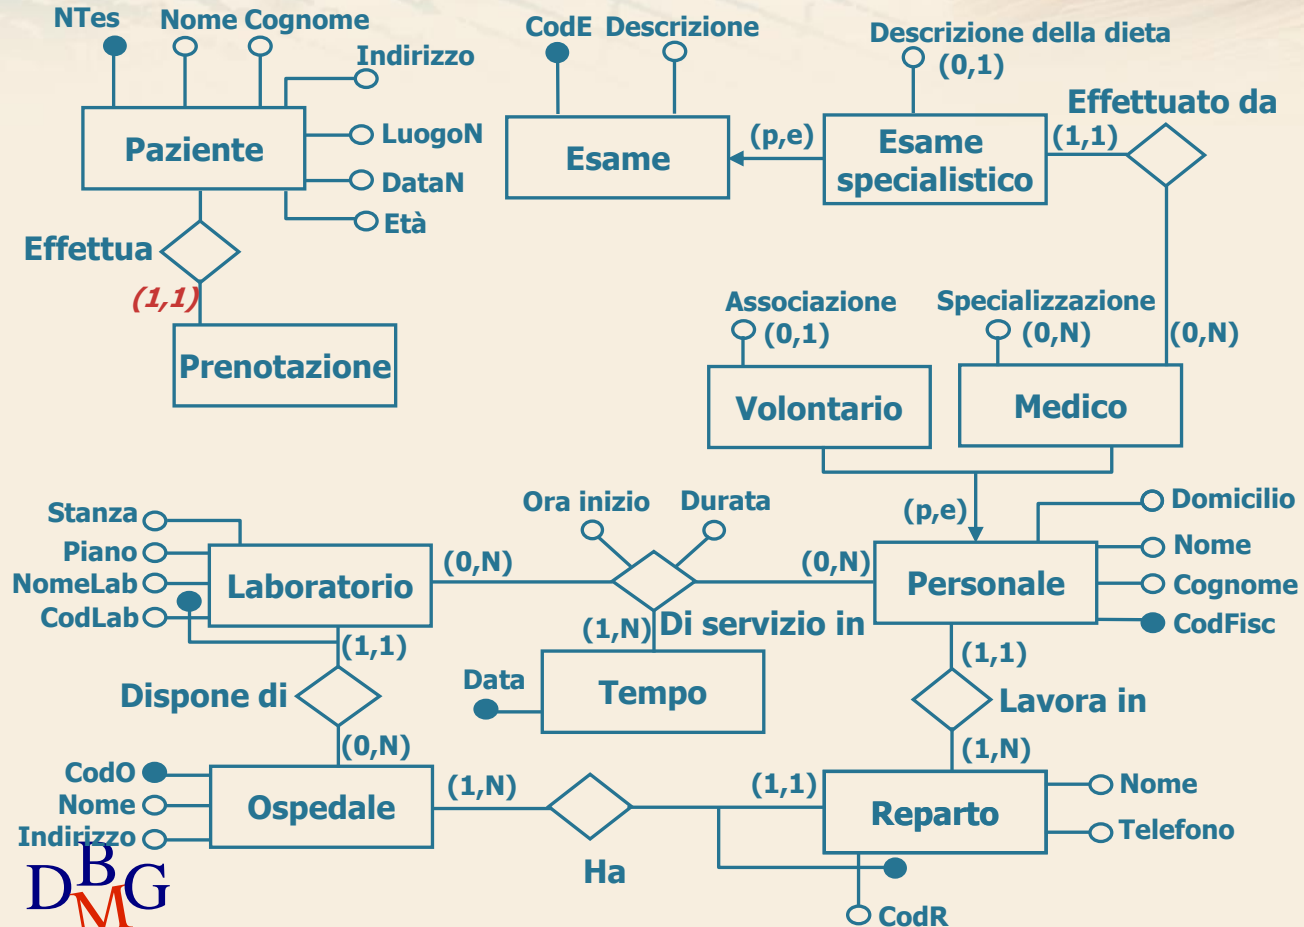 NTes
Nome Cognome
Indirizzo
Paziente
LuogoN
DataN
Età
Effettua
(1,1)
Prenotazione
CodE Descrizione
Esame
(p,e)
Descrizione della dieta
(0,1)
Esame
specialistico
Effettuato da
(1,1)
(0,N)
Associazione
(0,1)
Volontario
Specializzazione
(0,N)
Medico
(p,e)
Stanza
Piano
NomeLab
CodLab
Laboratorio
(0,N)
Ora inizio
Durata
(0,N)
Di servizio in
(1,N)
Personale
Domicilio
Nome
Cognome
CodFisc
(1,1)
Dispone di
(0,N)
Data
Tempo
(1,1)
Lavora in
(1,N)
CodO
Nome
Indirizzo
Ospedale
(1,N)
Ha
(1,1)
Reparto
Nome
Telefono
CodR
DBMG